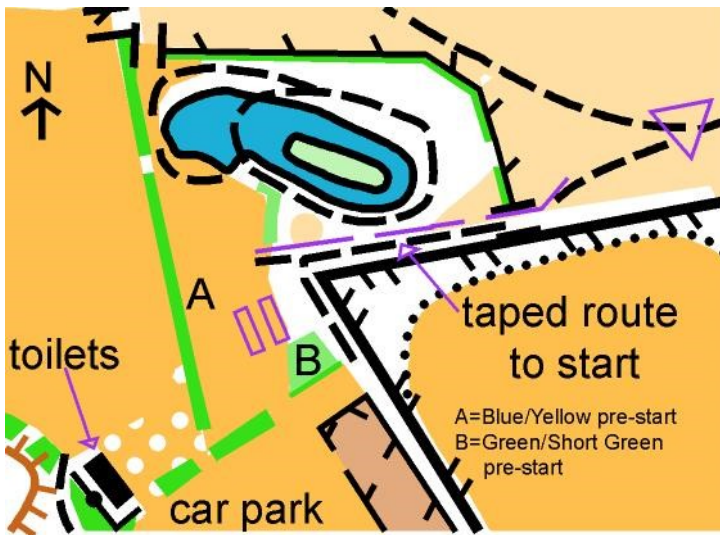 N
A
toilets
B
taped route
to start
A=Blue/Yellow pre-start
B=Green/Short Green
pre-start
car park